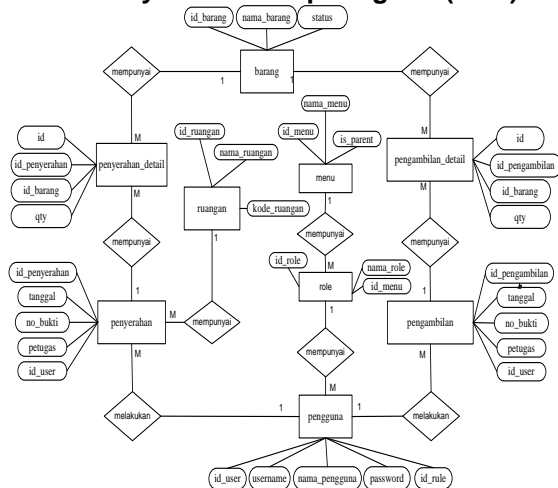 id_barang nama_barang status
mempunyai barang mempunyai
1 1
nama_menu
M id_ruangan id_menu is_parent M
id nama_ruangan id
id_penyerahan penyerahan_detail menu pengambilan_detail id_pengambilan
id_barang ruangan kode_ruangan id_barang
qty M 1 M qty
mempunyai 1 mempunyai mempunyai
id_role M nama_role
id_penyerahan 1 role id_menu 1 id_pengambilan
tanggal tanggal
no_bukti penyerahan M mempunyai 1 pengambilan no_bukti
petugas M mempunyai M petugas
id_user M id_user
melakukan 1 pengguna 1 melakukan
id_user username nama_pengguna password id_rule